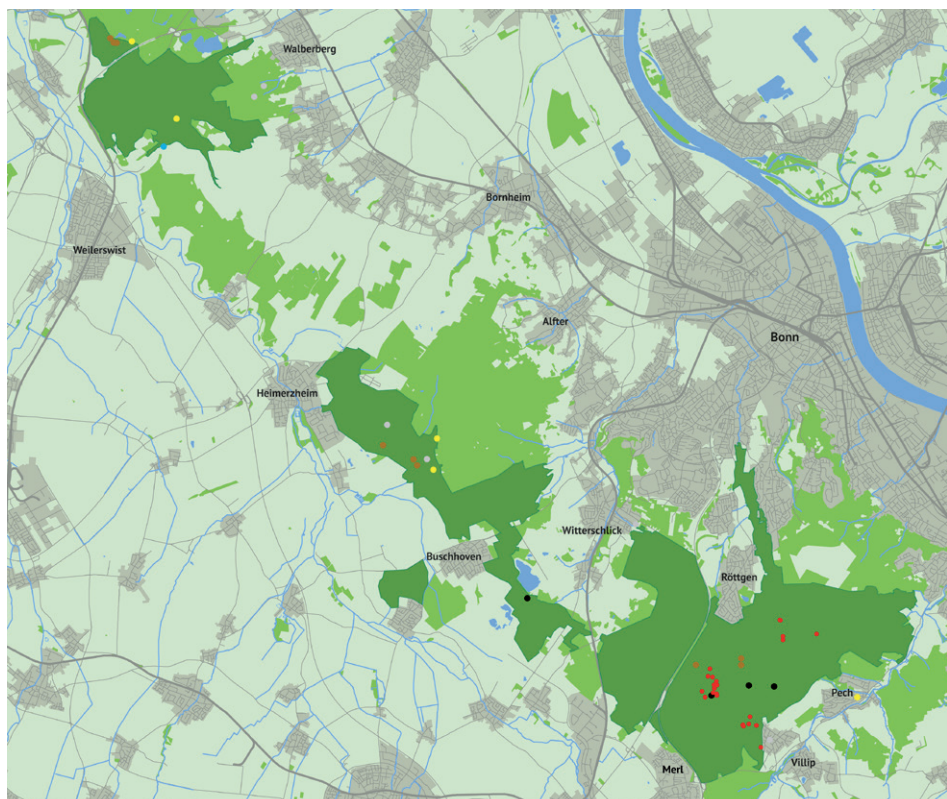 Walberberg
Bornheim
Weilerswist
Alfter
Bonn
Heimerzheim
Witterschlick
Buschhoven
Röttgen
Pech
Villip
Merl